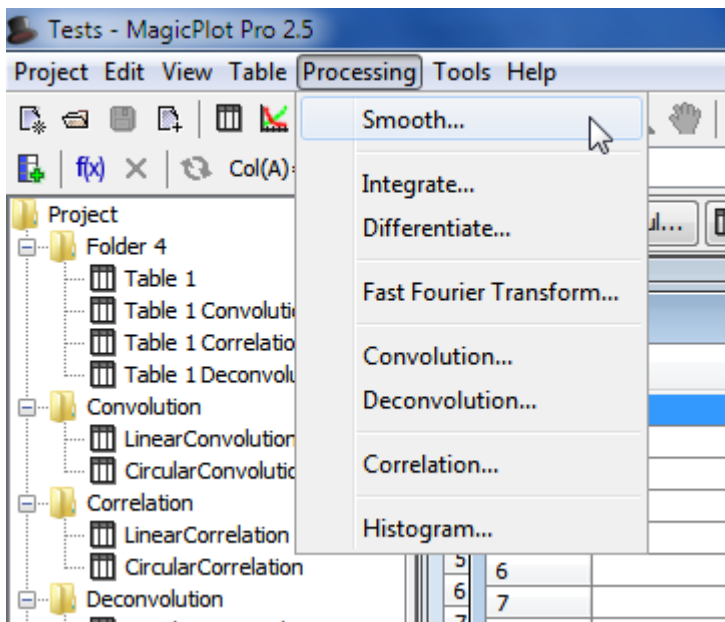 Tests - MagicPlot Pro 2.5
Project Edit View Table Processing Tools Help
Smooth...
f(x) Col(A)
Integrate...
Differentiate...
Fast Fourier Transform...
Convolution...
Deconvolution...
Correlation...
Histogram...
Project
Folder 4
Table 1
Table 1 Convoluti
Table 1 Correlatio
Table 1 Deconvolu
Convolution
LinearConvolution
CircularConvolutio
Correlation
LinearCorrelation
CircularCorrelation
Deconvolution
ul...
5 6
6 7
7